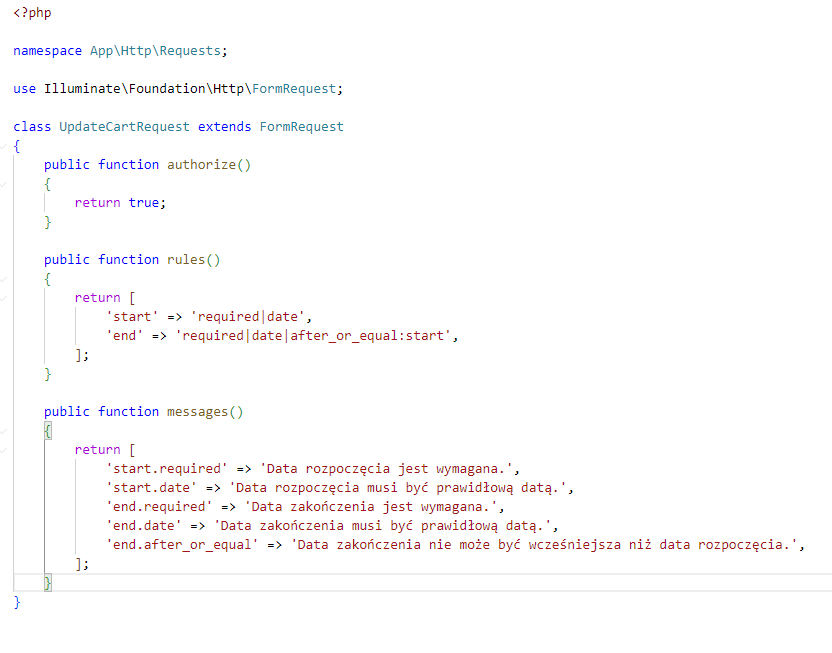 <?php
namespace App\Http\Requests;
use Illuminate\Foundation\Http\FormRequest;
class UpdateCartRequest extends FormRequest
{
public function authorize()
{
return true;
}
public function rules()
{
return [
'start' => 'required|date',
'end' => 'required|date|after_or_equal:start',
];
}
public function messages()
{
return [
'start.required' => 'Data rozpoczęcia jest wymagana.',
'start.date' => 'Data rozpoczęcia musi być prawidłową datą.',
'end.required' => 'Data zakończenia jest wymagana.',
'end.date' => 'Data zakończenia musi być prawidłową datą.',
'end.after_or_equal' => 'Data zakończenia nie może być wcześniejsza niż data rozpoczęcia.',
];
}
}